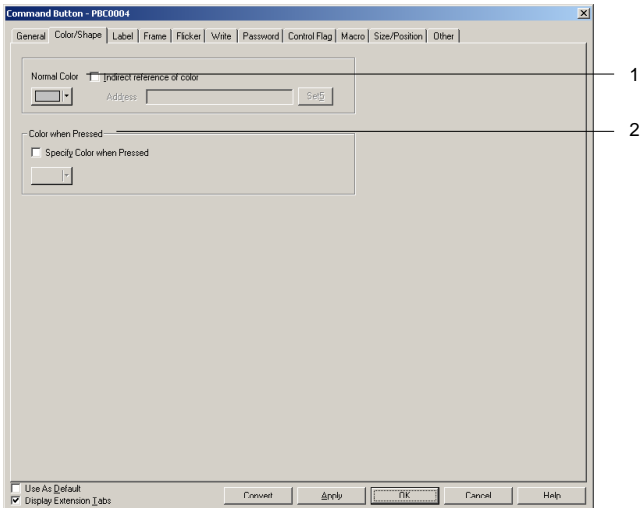 Command Button - PBC0004
General Color/Shape Label Frame Flicker Write Password Control Flag Macro Size/Position Other
Normal Color Indirect reference of color 1
Address Set5
Color when Pressed 2
Specify Color when Pressed
Use As Default
Display Extension Tabs
Convert Apply OK Cancel Help